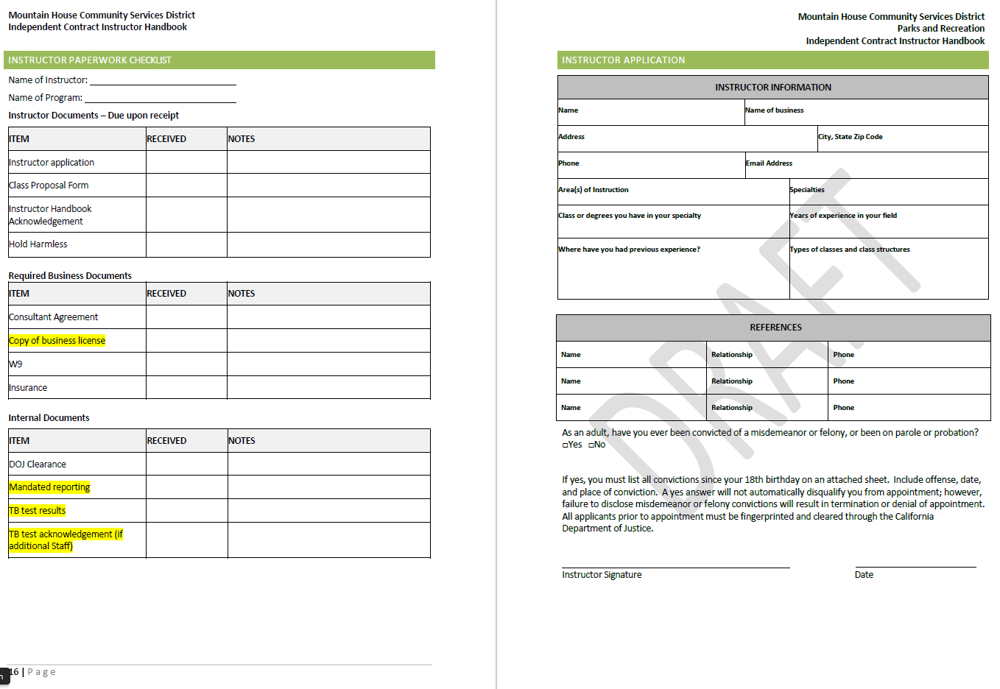 Mountain House Community Services District
Independent Contract Instructor Handbook
INSTRUCTOR PAPERWORK CHECKLIST
Name of Instructor:
Name of Program:
Instructor Documents – Due upon receipt
ITEM RECEIVED NOTES
Instructor application
Class Proposal Form
Instructor Handbook
Acknowledgement
Hold Harmless
Required Business Documents
ITEM RECEIVED NOTES
Consultant Agreement
Copy of business license
W9
Insurance
Internal Documents
ITEM RECEIVED NOTES
DOJ Clearance
Mandated reporting
TB test results
TB test acknowledgement (if
additional Staff)
16 | Page
Mountain House Community Services District
Parks and Recreation
Independent Contract Instructor Handbook
INSTRUCTOR APPLICATION
INSTRUCTOR INFORMATION
Name Name of business
Address City, State Zip Code
Phone Email Address
Area(s) of Instruction Specialties
Class or degrees you have in your specialty Years of experience in your field
Where have you had previous experience? Types of classes and class structures
REFERENCES
Name Relationship Phone
Name Relationship Phone
Name Relationship Phone
As an adult, have you ever been convicted of a misdemeanor or felony, or been on parole or probation?
□Yes □No
If yes, you must list all convictions since your 18th birthday on an attached sheet. Include offense, date,
and place of conviction. A yes answer will not automatically disqualify you from appointment; however,
failure to disclose misdemeanor or felony convictions will result in termination or denial of appointment.
All applicants prior to appointment must be fingerprinted and cleared through the California
Department of Justice.
Instructor Signature Date
DRAFT